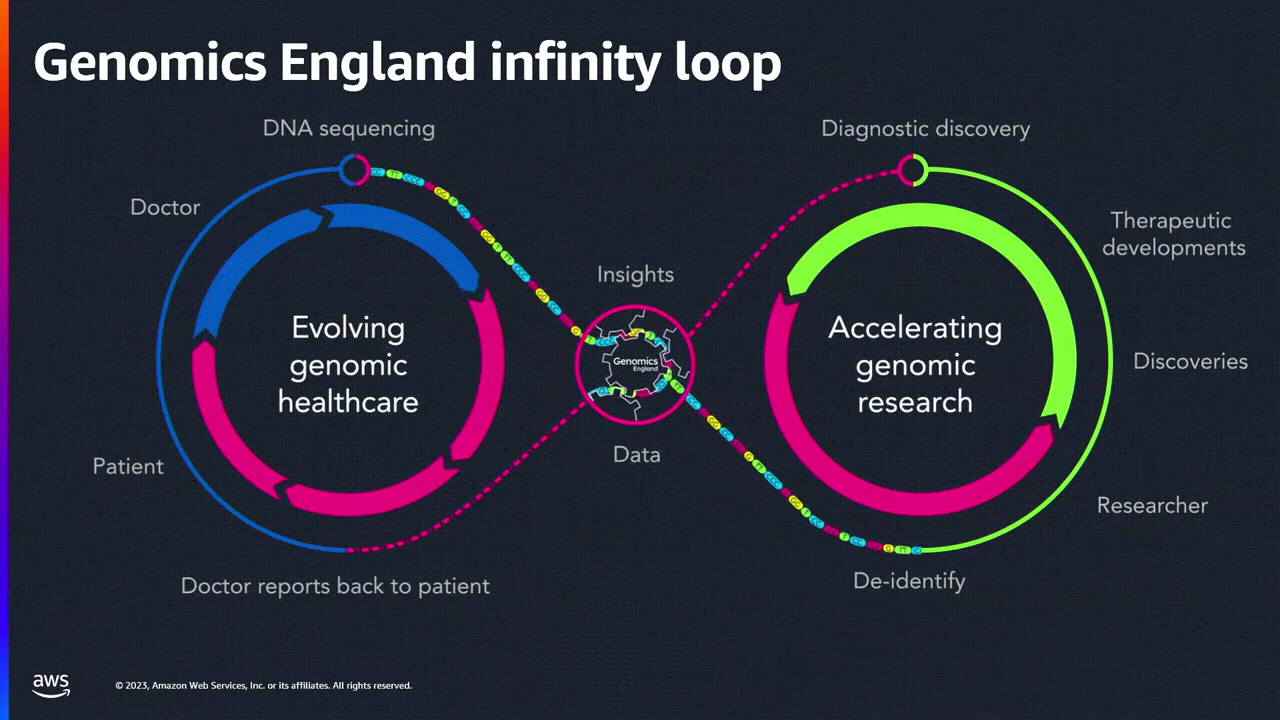 Genomics England infinity loop
DNA sequencing
Diagnostic discovery
Doctor
Therapeutic
developments
Insights
Evolving
genomic
healthcare
Genomics
England
Accelerating
genomic
research
Discoveries
Data
Patient
Researcher
Doctor reports back to patient
De-identify
aws
© 2023, Amazon Web Services, Inc. or its affiliates. All rights reserved.